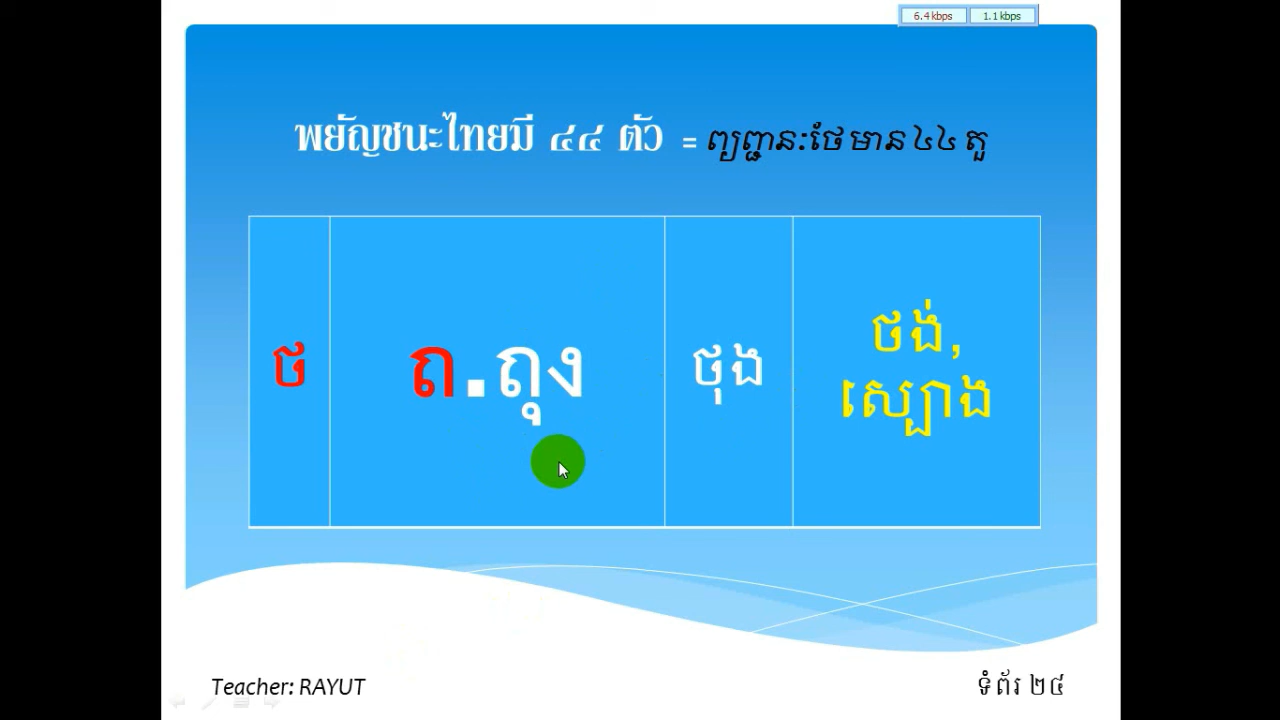 6.4 kbps 1.1 kbps
พยัญชนะไทยมี ๔๔ ตัว = ព្យញ្ជានៈថៃមាន ៤៤ តួ
ថ ถ.ถุง ថុង ថង់, ស្បោង
Teacher: RAYUT
ទំព័រ ២៤